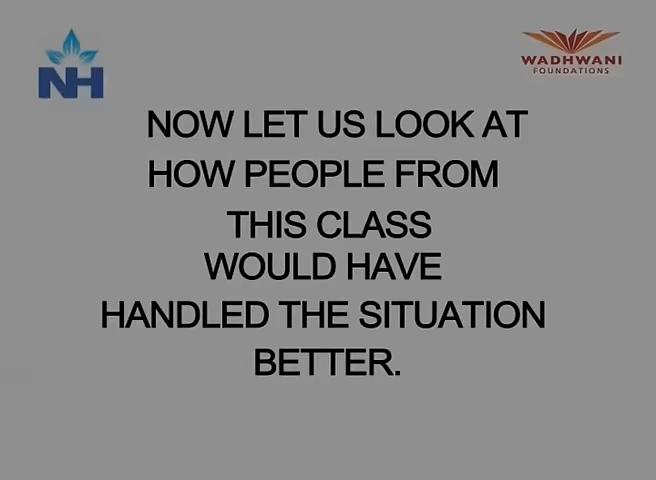 NH
WADHWANI
FOUNDATIONS
NOW LET US LOOK AT
HOW PEOPLE FROM
THIS CLASS
WOULD HAVE
HANDLED THE SITUATION
BETTER.